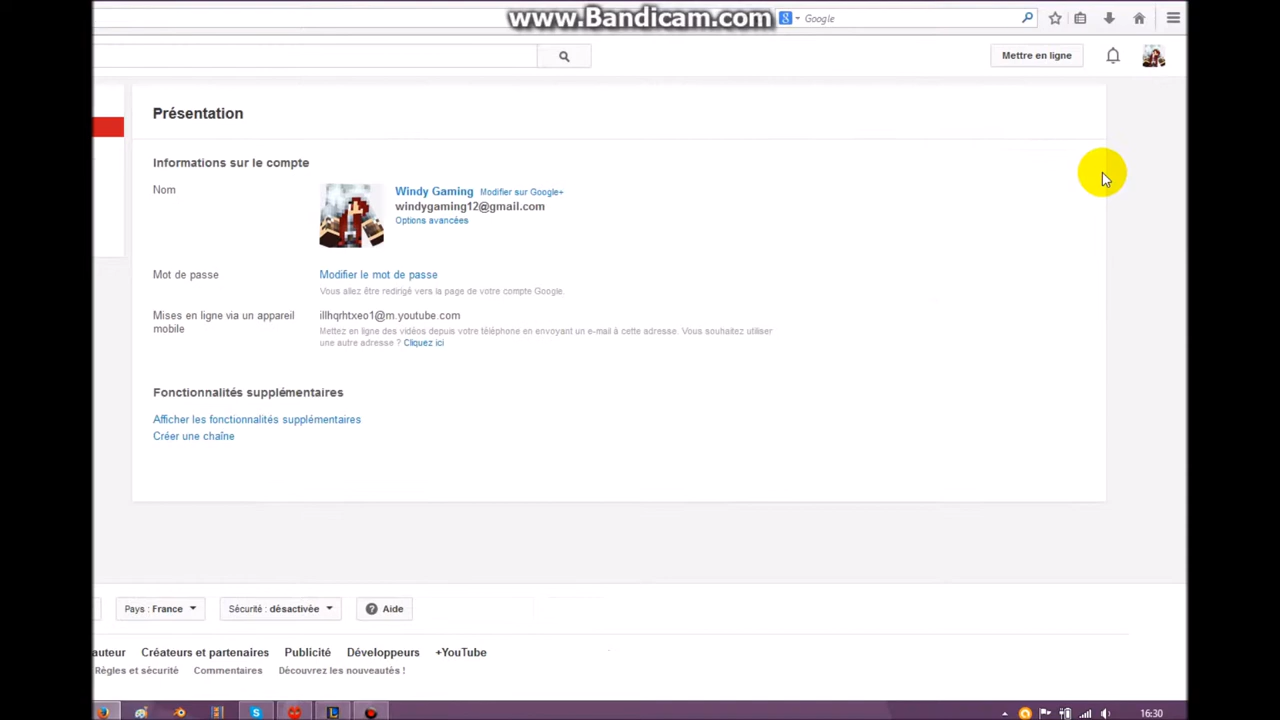 www.Bandicam.com
Google
Mettre en ligne
Présentation
Informations sur le compte
Nom
Windy Gaming Modifier sur Google+
windygaming12@gmail.com
Options avancées
Mot de passe
Modifier le mot de passe
Vous allez être redirigé vers la page de votre compte Google.
Mises en ligne via un appareil
mobile
illhqrhtxeo1@m.youtube.com
Mettez en ligne des vidéos depuis votre téléphone en envoyant un e-mail à cette adresse. Vous souhaitez utiliser
une autre adresse ? Cliquez ici
Fonctionnalités supplémentaires
Afficher les fonctionnalités supplémentaires
Créer une chaîne
Pays : France
Sécurité : désactivée
Aide
auteur Créateurs et partenaires Publicité Développeurs +YouTube
Règles et sécurité Commentaires Découvrez les nouveautés !
16:30